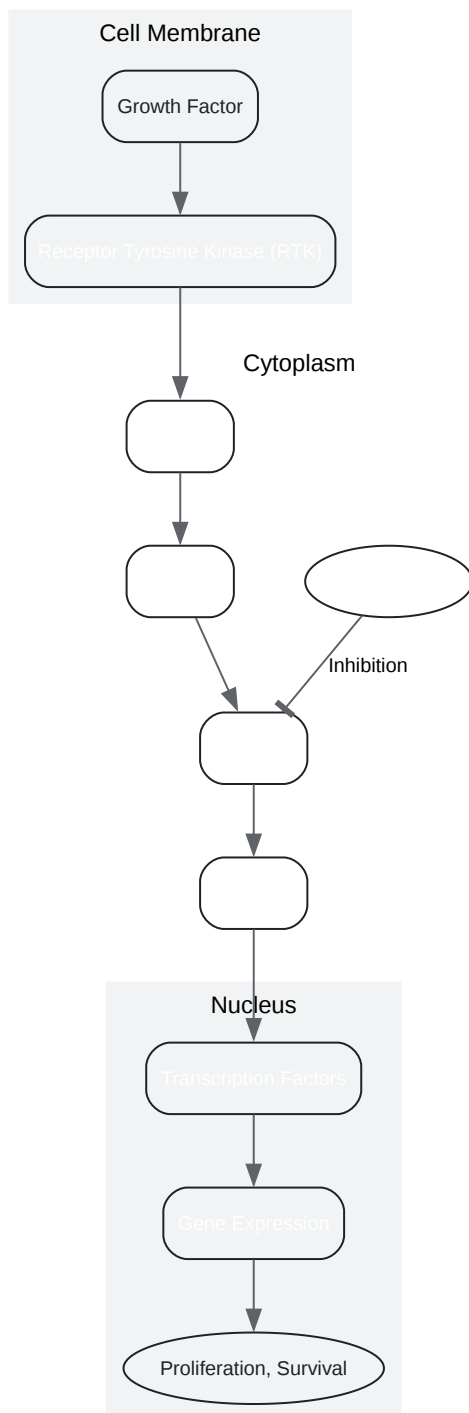 Cell Membrane
Growth Factor
Receptor Tyrosine Kinase (RTK)
Cytoplasm
Inhibition
Nucleus
Transcription Factors
Gene Expression
Proliferation, Survival